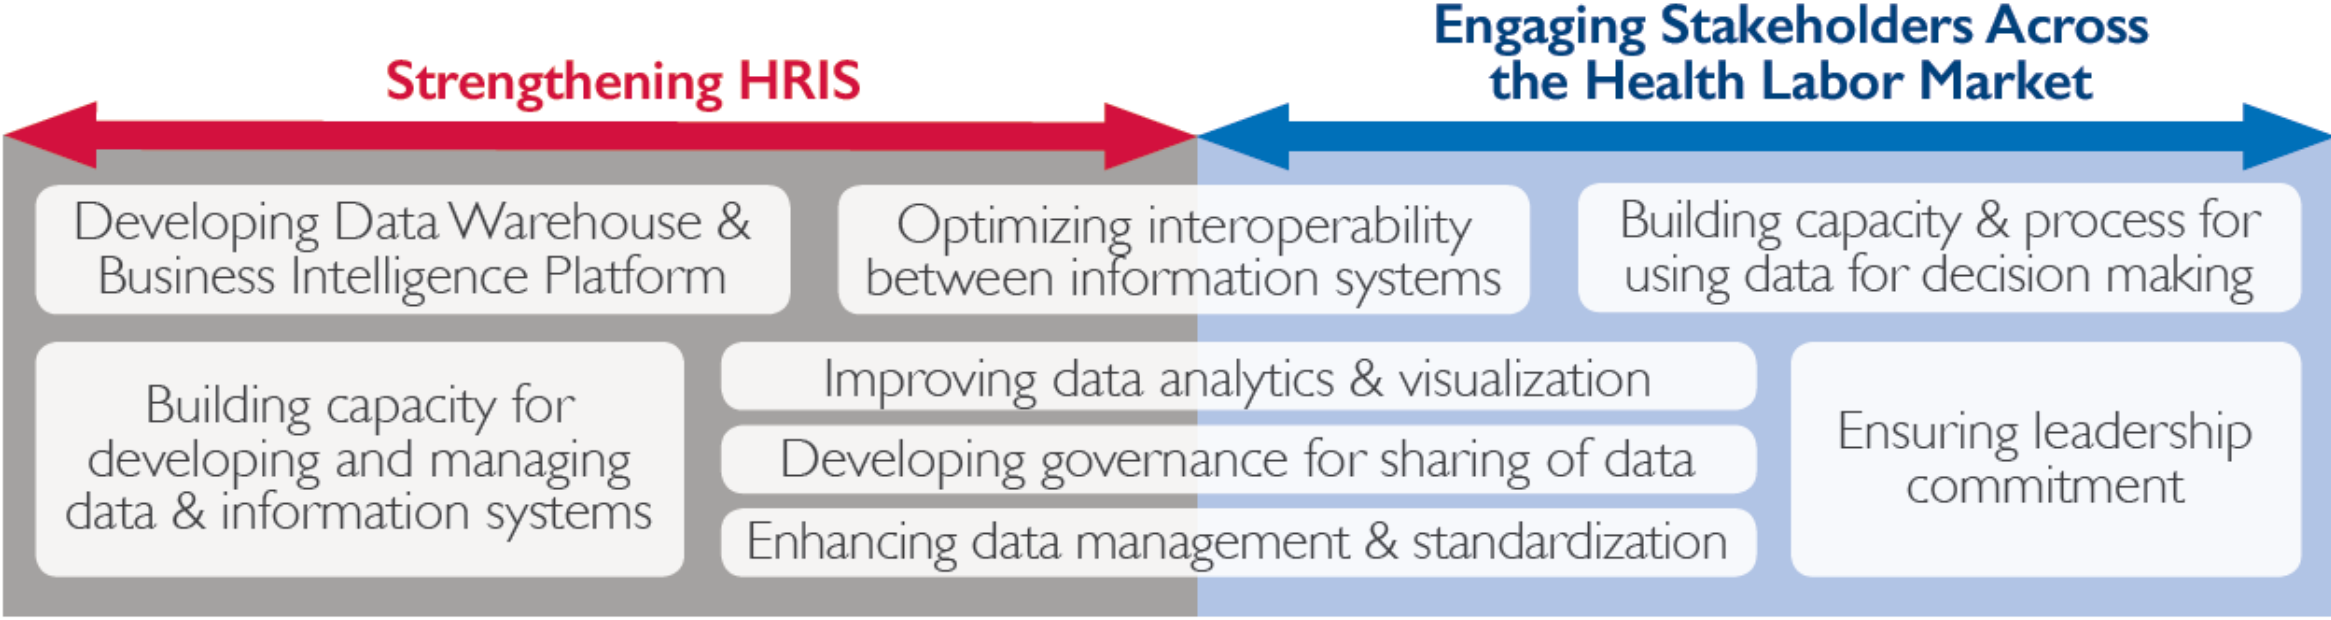 Strengthening HRIS
Engaging Stakeholders Across
the Health Labor Market
Developing Data Warehouse &
Business Intelligence Platform
Optimizing interoperability
between information systems
Building capacity & process for
using data for decision making
Building capacity for
developing and managing
data & information systems
Improving data analytics & visualization
Developing governance for sharing of data
Enhancing data management & standardization
Ensuring leadership
commitment